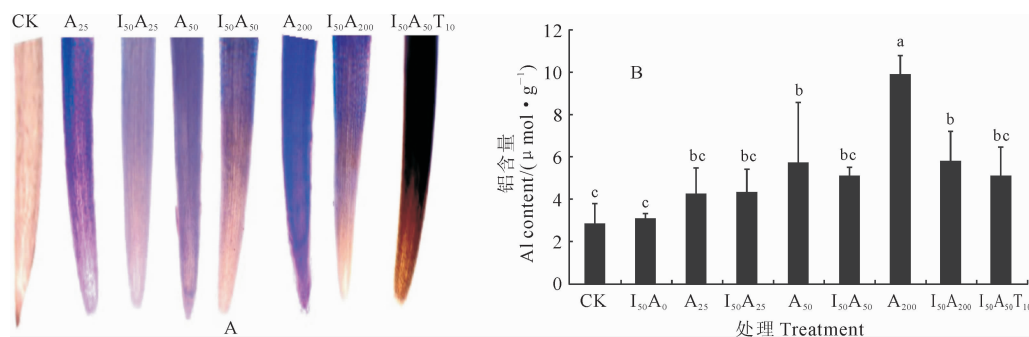 CK A₂₅ I₅₀A₂₅ A₅₀ I₅₀A₅₀ A₂₀₀ I₅₀A₂₀₀ I₅₀A₅₀T₁₀
A
B
铝含量
Al content/(μ mol·g⁻¹)
12
10
8
6
4
2
0
c c bc bc b bc a b bc
CK I₅₀A₀ A₂₅ I₅₀A₂₅ A₅₀ I₅₀A₅₀ A₂₀₀ I₅₀A₂₀₀ I₅₀A₅₀T₁₀
处理 Treatment